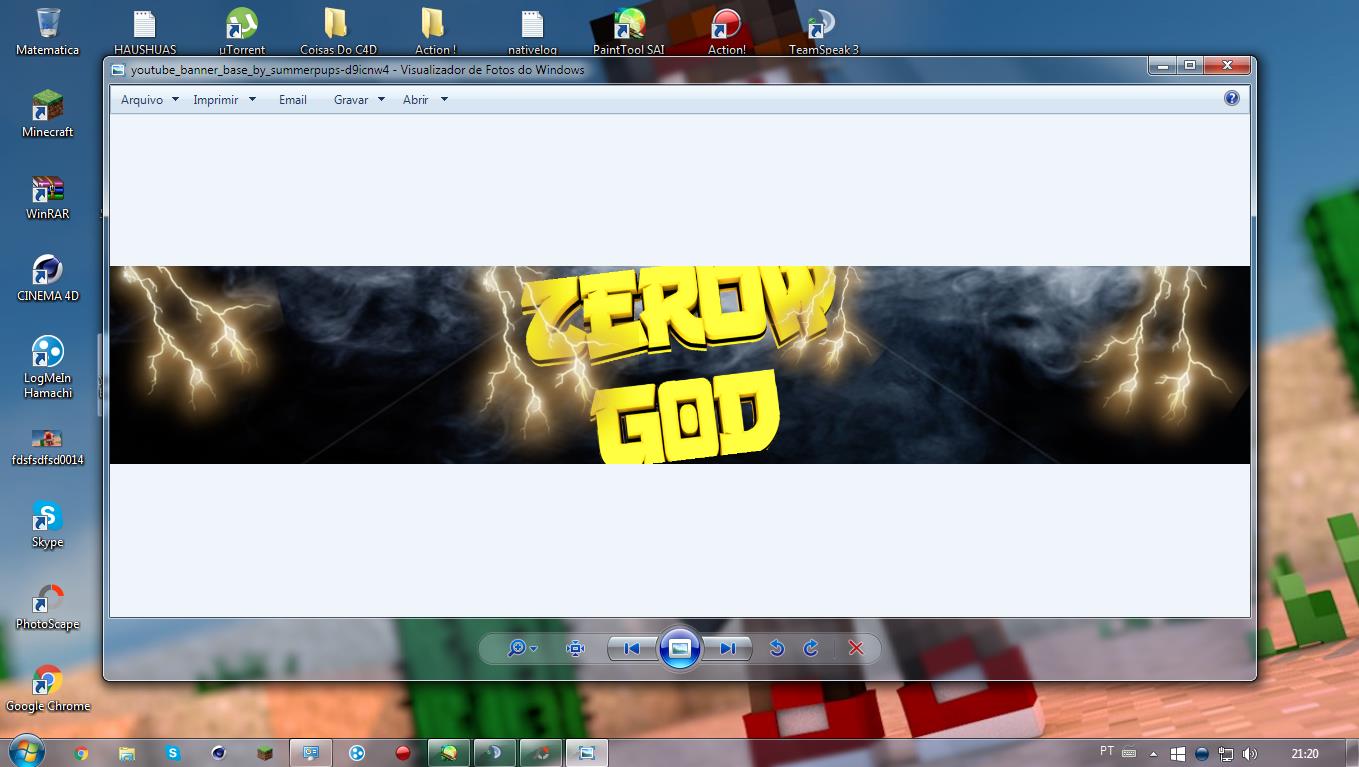 Matematica
HAUSHUAS
µTorrent
Coisas Do C4D
Action !
nativelog
PaintTool SAI
Action!
TeamSpeak 3
youtube_banner_base_by_summerpups-d9icnw4 - Visualizador de Fotos do Windows
Arquivo Imprimir Email Gravar Abrir
Minecraft
WinRAR
CINEMA 4D
LogMeIn
Hamachi
fdsfsdfsd0014
Skype
PhotoScape
Google Chrome
ZEROW
GOD
PT
21:20